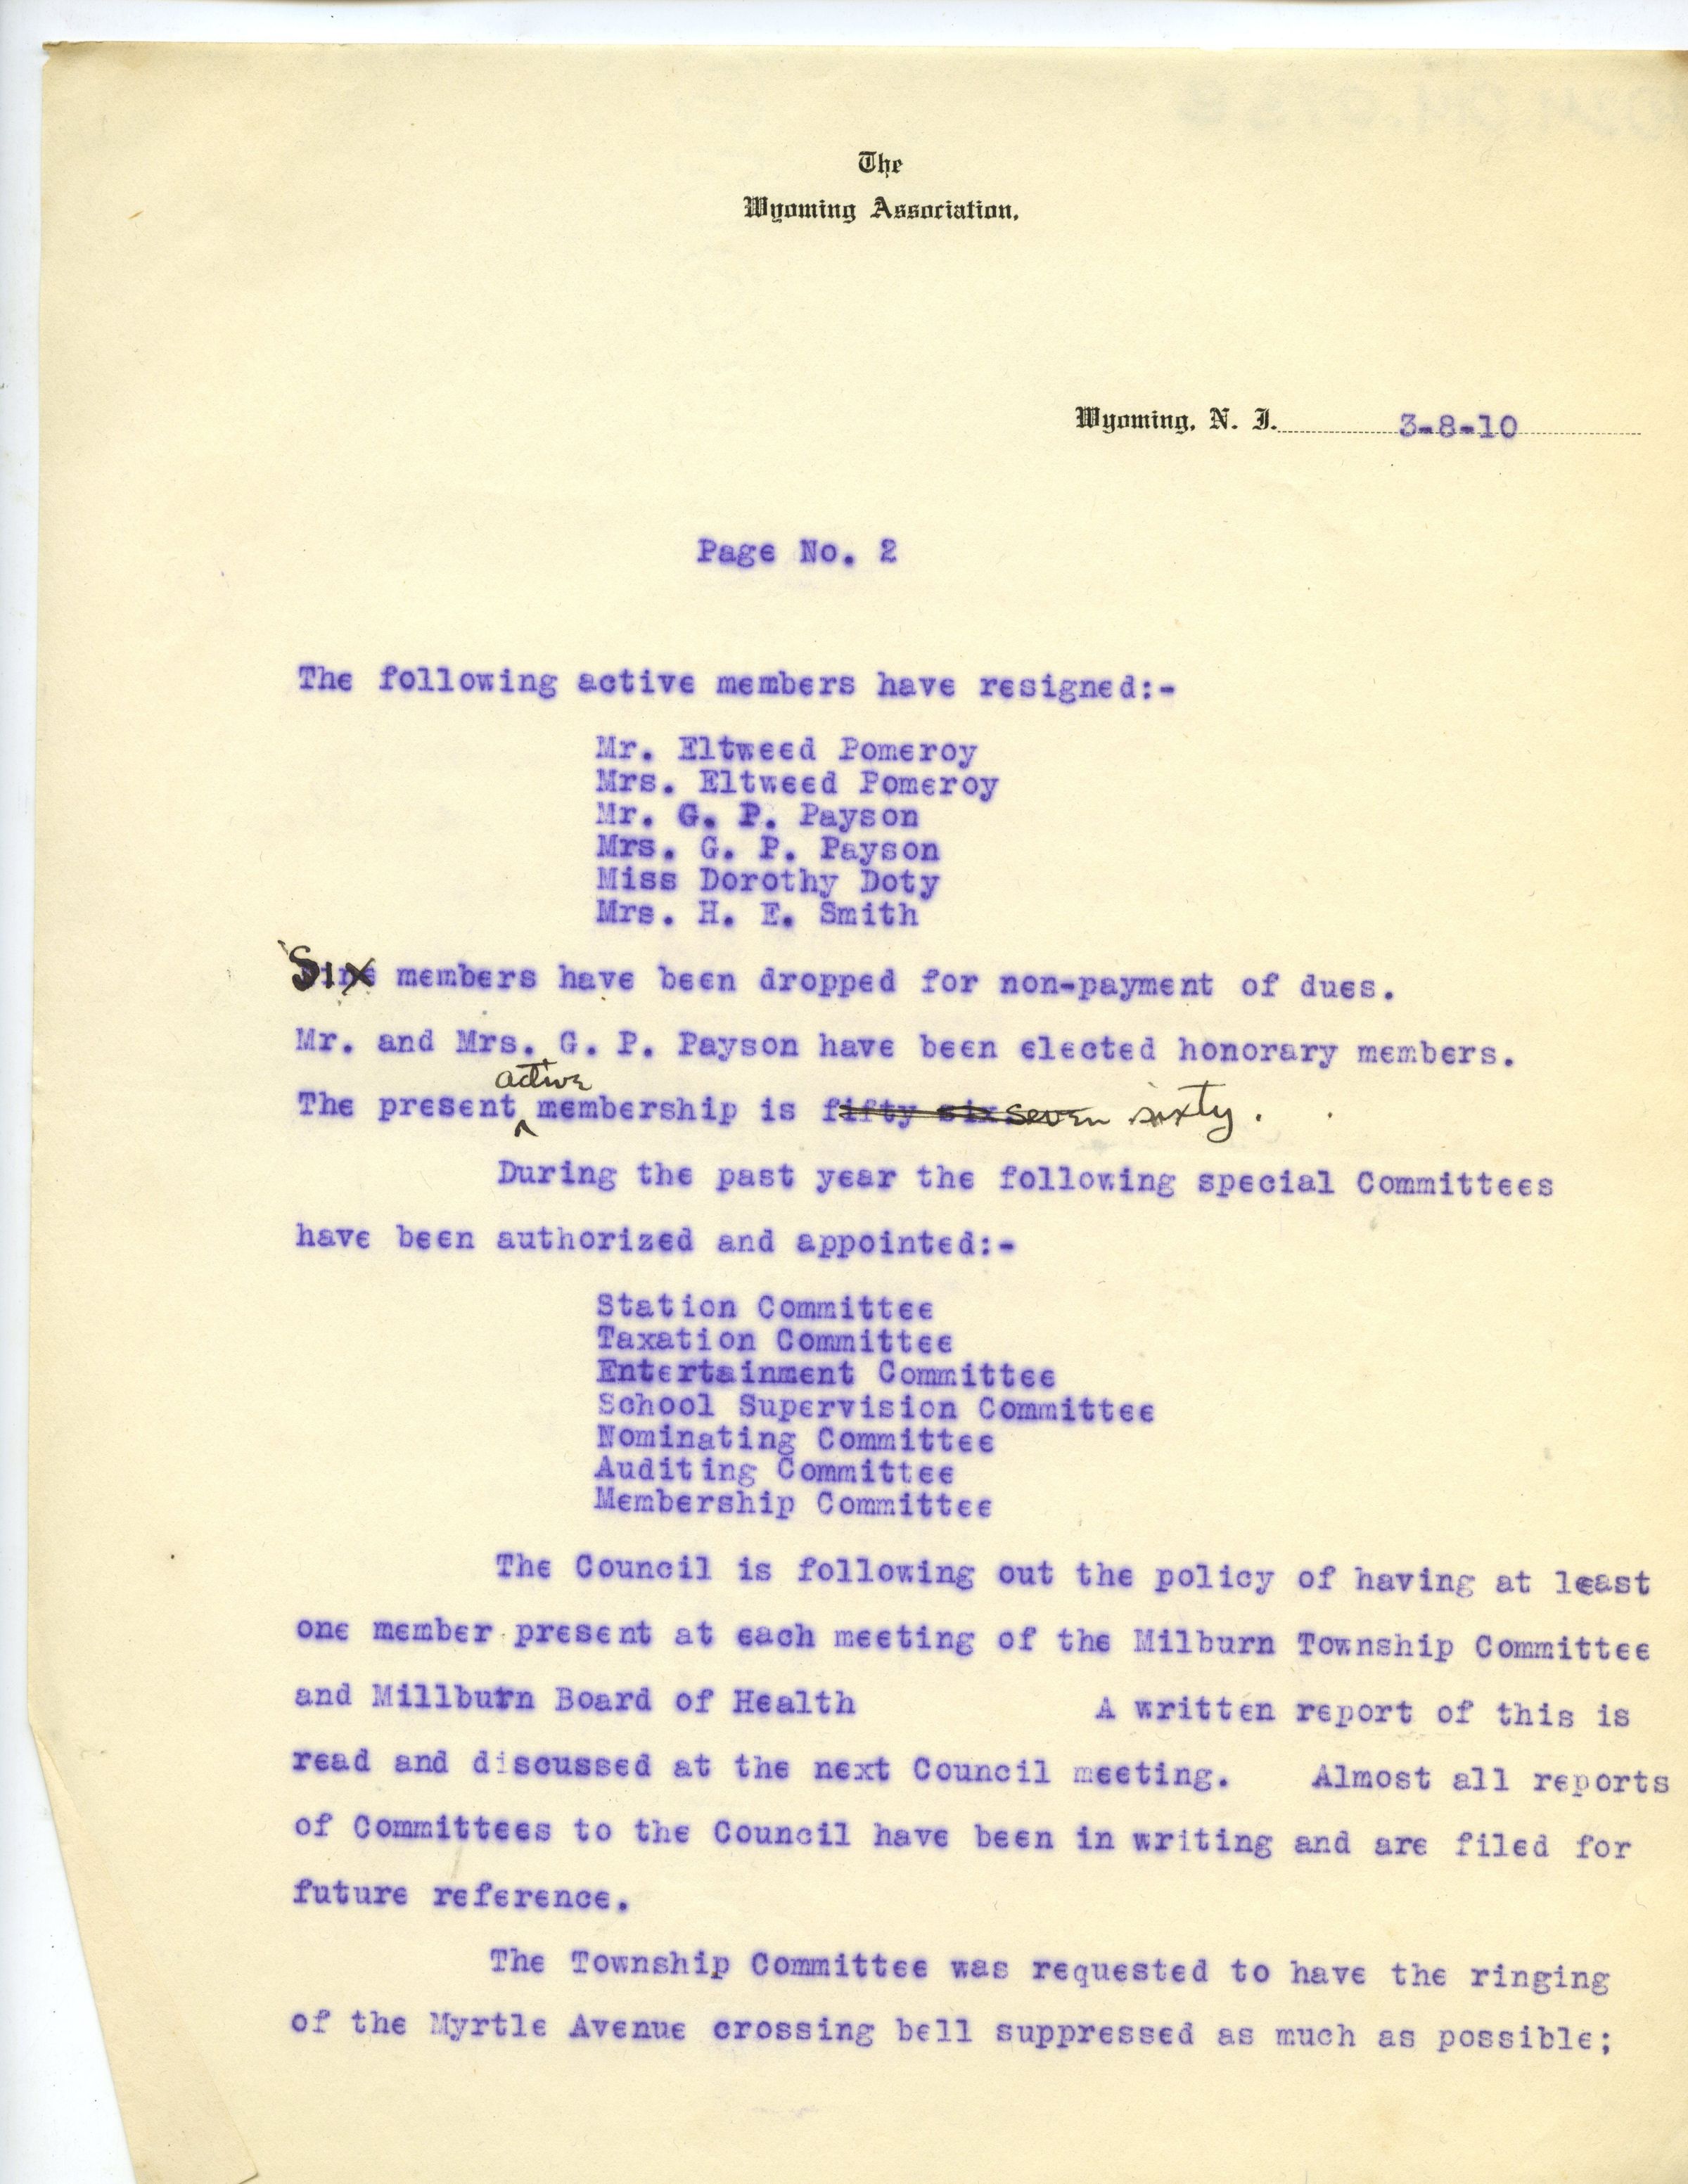 The
Wyoming Association.
Wyoming, N. J. 3-8-10
Page No. 2
The following active members have resigned:-
Mr. Eltweed Pomeroy
Mrs. Eltweed Pomeroy
Mr. G. P. Payson
Mrs. G. P. Payson
Miss Dorothy Doty
Mrs. H. E. Smith
Six members have been dropped for non-payment of dues.
Mr. and Mrs. G. P. Payson have been elected honorary members.
active
The present membership is fifty six seven sixty.
During the past year the following special Committees
have been authorized and appointed:-
Station Committee
Taxation Committee
Entertainment Committee
School Supervision Committee
Nominating Committee
Auditing Committee
Membership Committee
The Council is following out the policy of having at least
one member present at each meeting of the Milburn Township Committee
and Millburn Board of Health A written report of this is
read and discussed at the next Council meeting. Almost all reports
of Committees to the Council have been in writing and are filed for
future reference.
The Township Committee was requested to have the ringing
of the Myrtle Avenue crossing bell suppressed as much as possible;